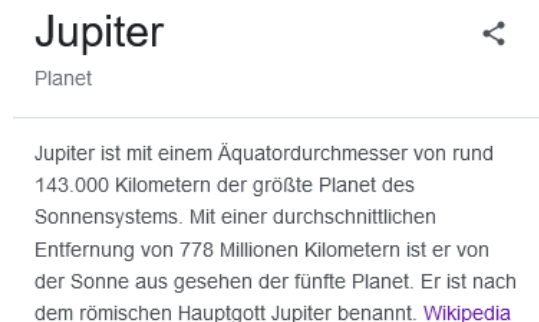 Jupiter
Planet
Jupiter ist mit einem Äquatordurchmesser von rund
143.000 Kilometern der größte Planet des
Sonnensystems. Mit einer durchschnittlichen
Entfernung von 778 Millionen Kilometern ist er von
der Sonne aus gesehen der fünfte Planet. Er ist nach
dem römischen Hauptgott Jupiter benannt. Wikipedia